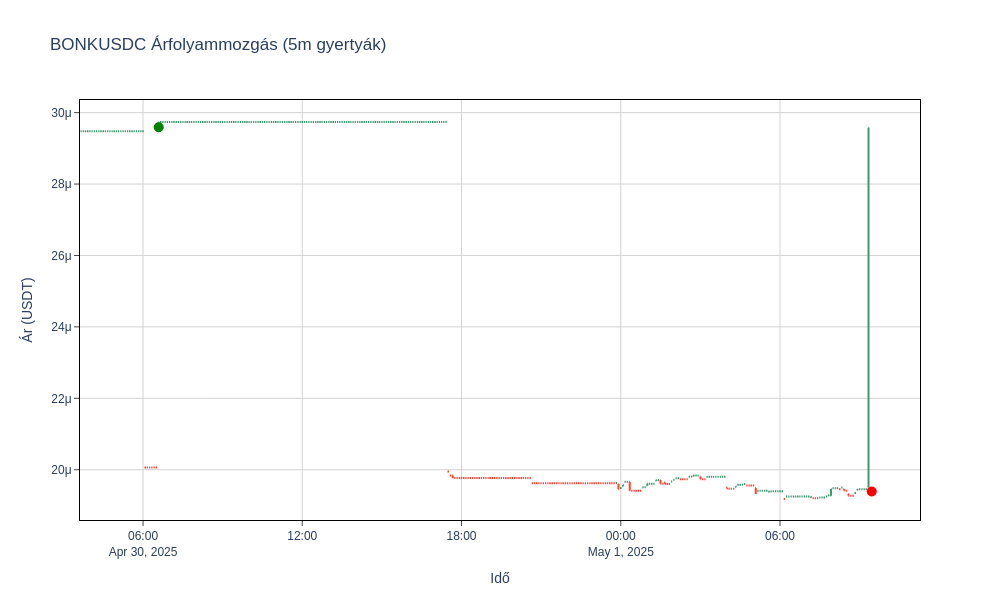 BONKUSDC Árfolyammozgás (5m gyertyák)
30μ
28μ
26μ
24μ
22μ
20μ
Ár (USDT)
06:00
Apr 30, 2025
12:00
18:00
00:00
May 1, 2025
06:00
Idő